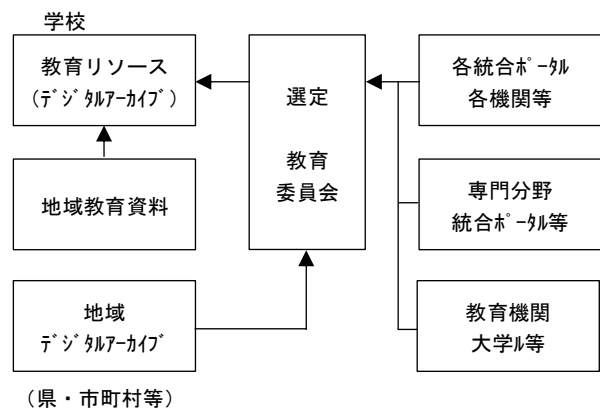 学校
教育リソース
(ﾃﾞｼﾞﾀﾙｱｰｶｲﾌﾞ)
地域教育資料
地域
ﾃﾞｼﾞﾀﾙｱｰｶｲﾌﾞ
(県・市町村等)
選定
教育
委員会
各統合ﾎﾟｰﾀﾙ
各機関等
専門分野
統合ﾎﾟｰﾀﾙ等
教育機関
大学ﾙ等